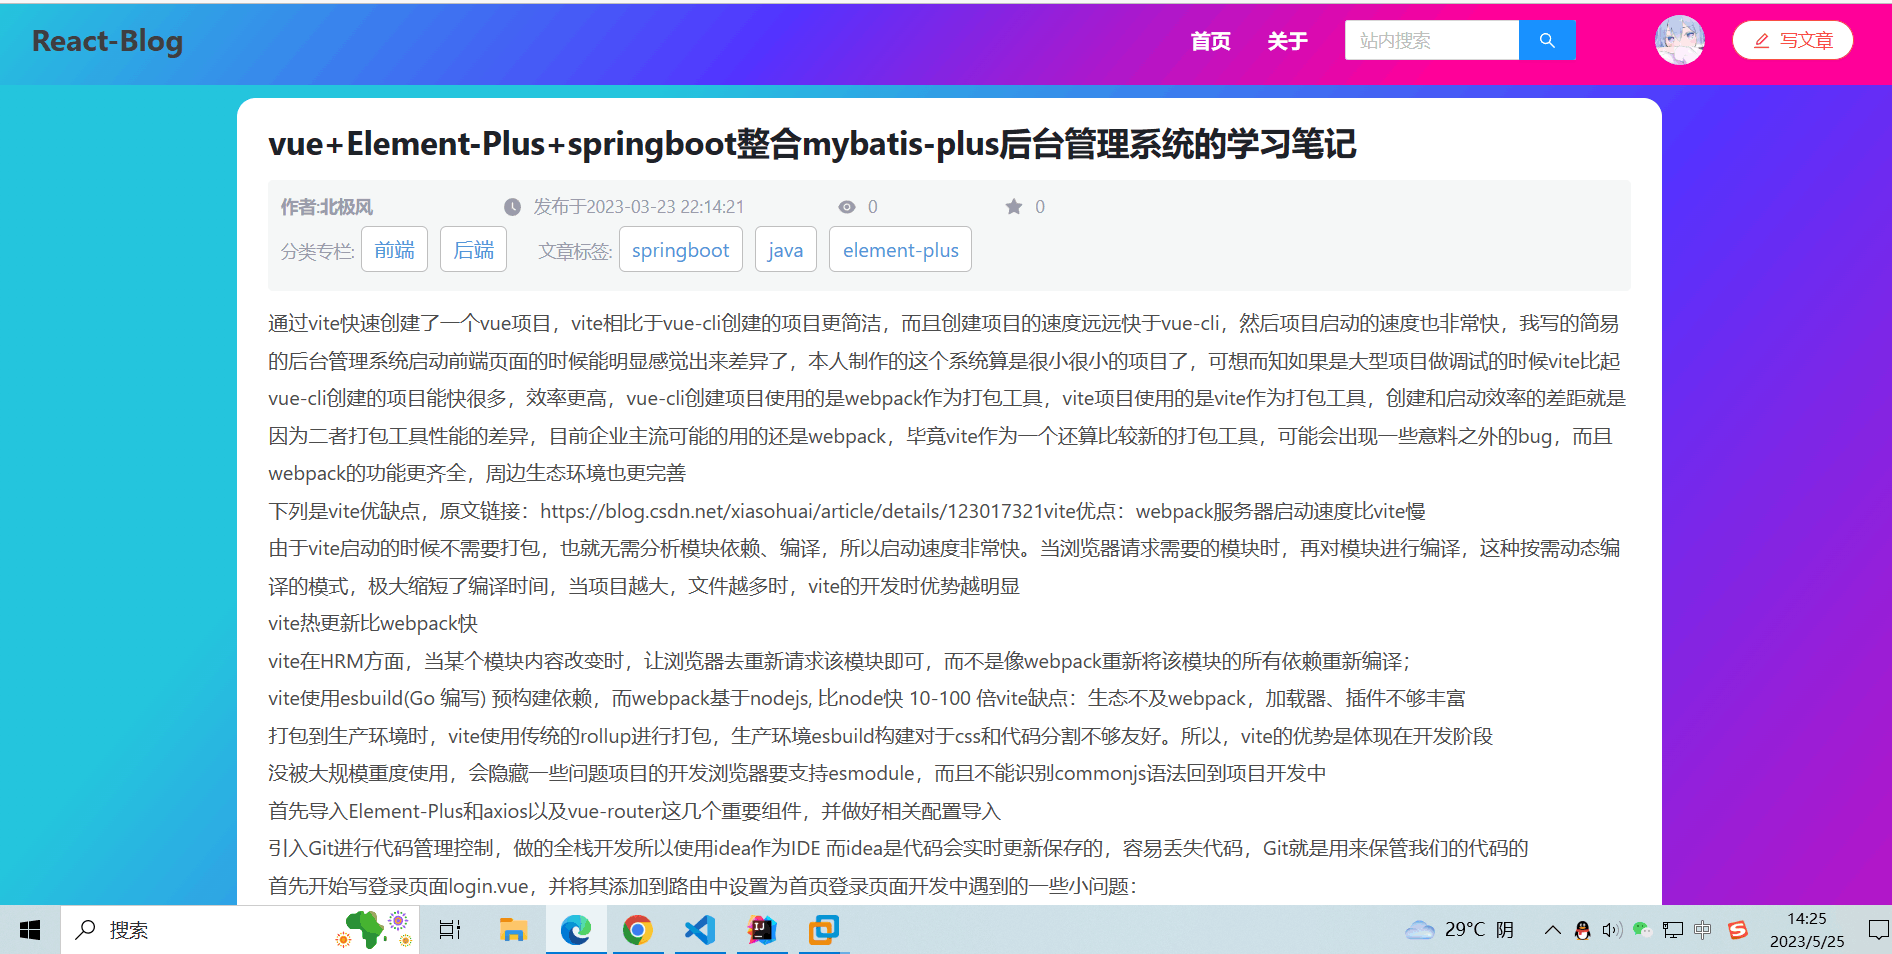 React-Blog 首页 关于 站内搜索 写文章
vue+Element-Plus+springboot整合mybatis-plus后台管理系统的学习笔记
作者:北极风 发布于2023-03-23 22:14:21 0 0
分类专栏: 前端 后端 文章标签: springboot java element-plus
通过vite快速创建了一个vue项目，vite相比于vue-cli创建的项目更简洁，而且创建项目的速度远远快于vue-cli，然后项目启动的速度也非常快，我写的简易
的后台管理系统启动前端页面的时候能明显感觉出来差异了，本人制作的这个系统算是很小很小的项目了，可想而知如果是大型项目做调试的时候vite比起
vue-cli创建的项目能快很多，效率更高，vue-cli创建项目使用的是webpack作为打包工具，vite项目使用的是vite作为打包工具，创建和启动效率的差距就是
因为二者打包工具性能的差异，目前企业主流可能的用的还是webpack，毕竟vite作为一个还算比较新的打包工具，可能会出现一些意料之外的bug，而且
webpack的功能更齐全，周边生态环境也更完善
下列是vite优缺点，原文链接：https://blog.csdn.net/xiasohuai/article/details/123017321vite优点：webpack服务器启动速度比vite慢
由于vite启动的时候不需要打包，也就无需分析模块依赖、编译，所以启动速度非常快。当浏览器请求需要的模块时，再对模块进行编译，这种按需动态编
译的模式，极大缩短了编译时间，当项目越大，文件越多时，vite的开发时优势越明显
vite热更新比webpack快
vite在HRM方面，当某个模块内容改变时，让浏览器去重新请求该模块即可，而不是像webpack重新将该模块的所有依赖重新编译；
vite使用esbuild(Go 编写) 预构建依赖，而webpack基于nodejs, 比node快 10-100 倍vite缺点：生态不及webpack，加载器、插件不够丰富
打包到生产环境时，vite使用传统的rollup进行打包，生产环境esbuild构建对于css和代码分割不够友好。所以，vite的优势是体现在开发阶段
没被大规模重度使用，会隐藏一些问题项目的开发浏览器要支持esmodule，而且不能识别commonjs语法回到项目开发中
首先导入Element-Plus和axios以及vue-router这几个重要组件，并做好相关配置导入
引入Git进行代码管理控制，做的全栈开发所以使用idea作为IDE 而idea是代码会实时更新保存的，容易丢失代码，Git就是用来保管我们的代码的
首先开始写登录页面login.vue，并将其添加到路由中设置为首页登录页面开发中遇到的一些小问题：
搜索 IJ 29°C 阴 中 S 14:25
2023/5/25